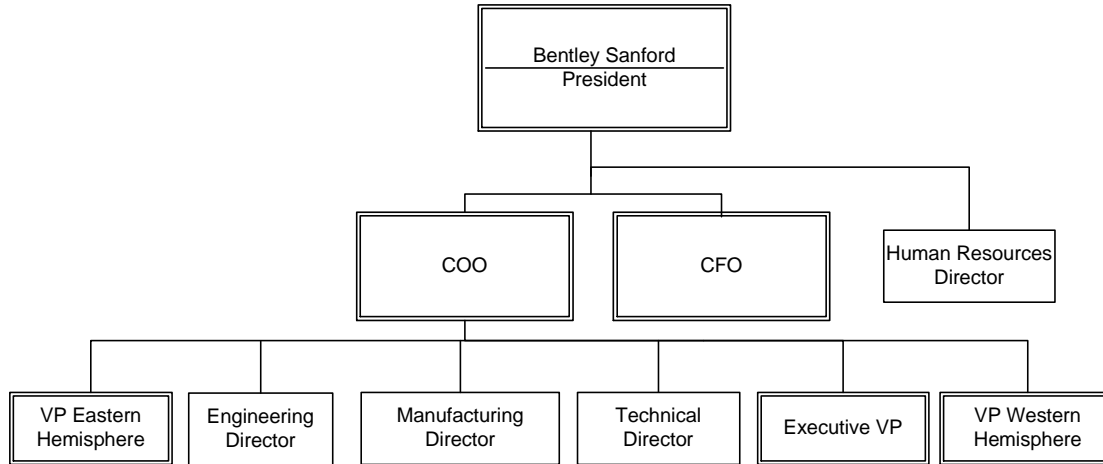 Bentley Sanford
President
COO
CFO
Human Resources
Director
VP Eastern
Hemisphere
Engineering
Director
Manufacturing
Director
Technical
Director
Executive VP
VP Western
Hemisphere